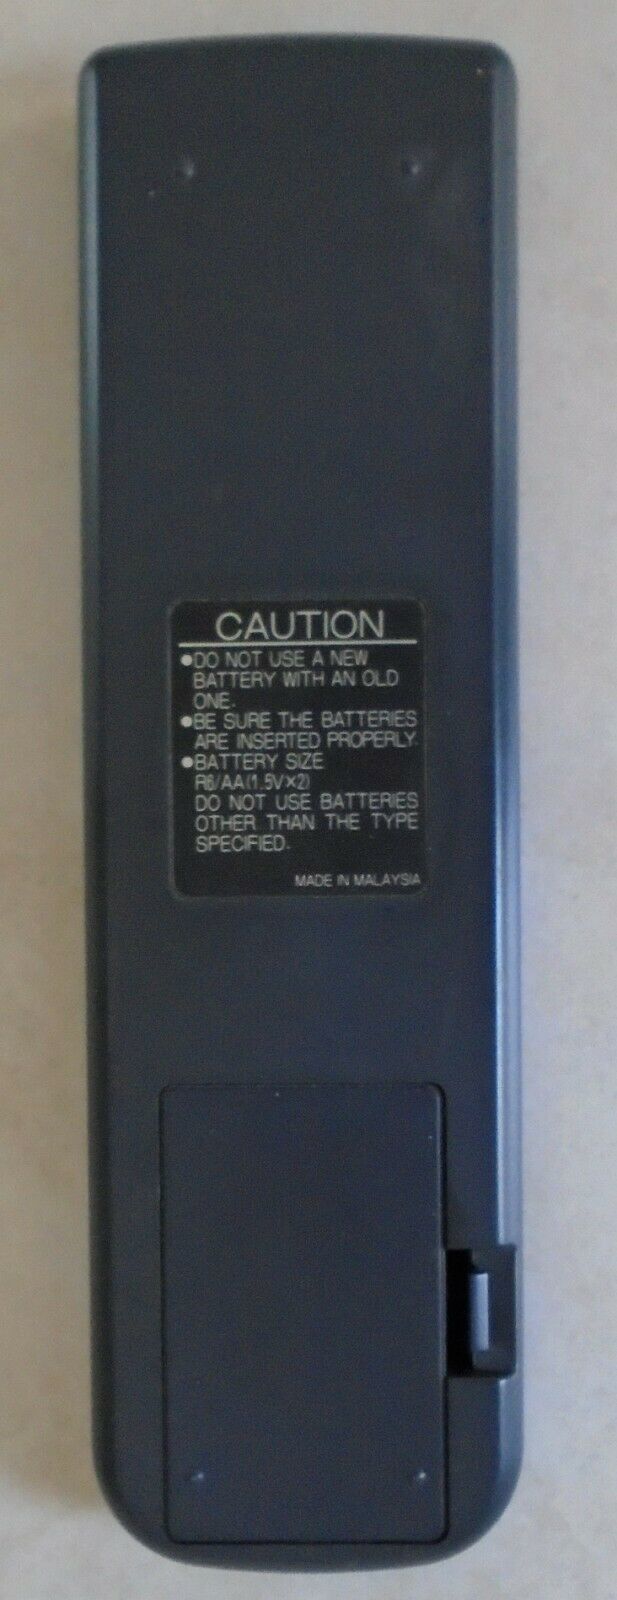 CAUTION
●DO NOT USE A NEW
BATTERY WITH AN OLD
ONE.
●BE SURE THE BATTERIES
ARE INSERTED PROPERLY.
●BATTERY SIZE
R6/AA(1.5V×2)
DO NOT USE BATTERIES
OTHER THAN THE TYPE
SPECIFIED.
MADE IN MALAYSIA